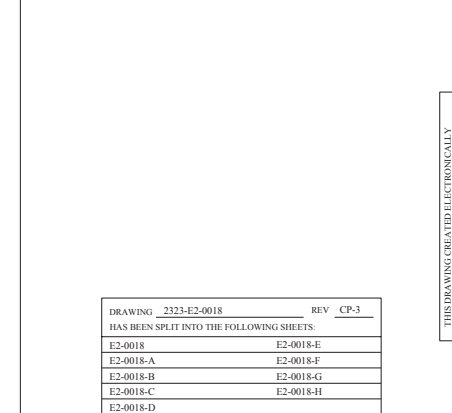 DRAWING 2323-E2-0018 REV CP-3
HAS BEEN SPLIT INTO THE FOLLOWING SHEETS:
E2-0018 E2-0018-E
E2-0018-A E2-0018-F
E2-0018-B E2-0018-G
E2-0018-C E2-0018-H
E2-0018-D
THIS DRAWING CREATED ELECTRONICALLY